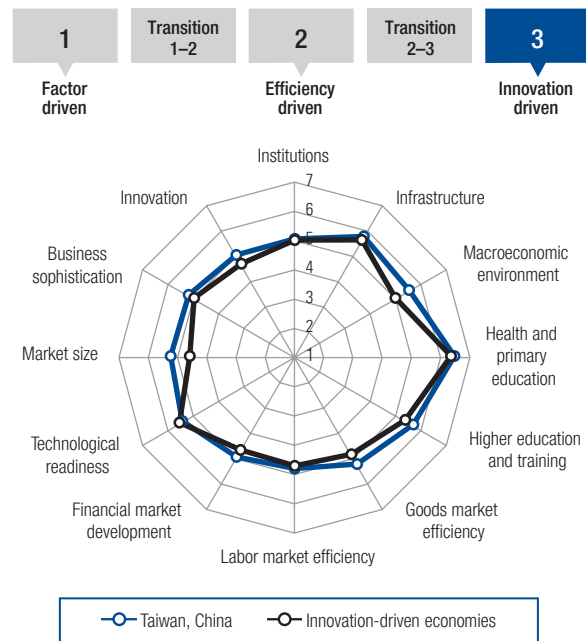 1
Transition
1–2
2
Transition
2–3
3
Factor
driven
Efficiency
driven
Innovation
driven
Institutions
Infrastructure
Macroeconomic
environment
Health and
primary
education
Higher education
and training
Goods market
efficiency
Labor market efficiency
Financial market
development
Technological
readiness
Market size
Business
sophistication
Innovation
7
6
5
4
3
2
1
Taiwan, China
Innovation-driven economies